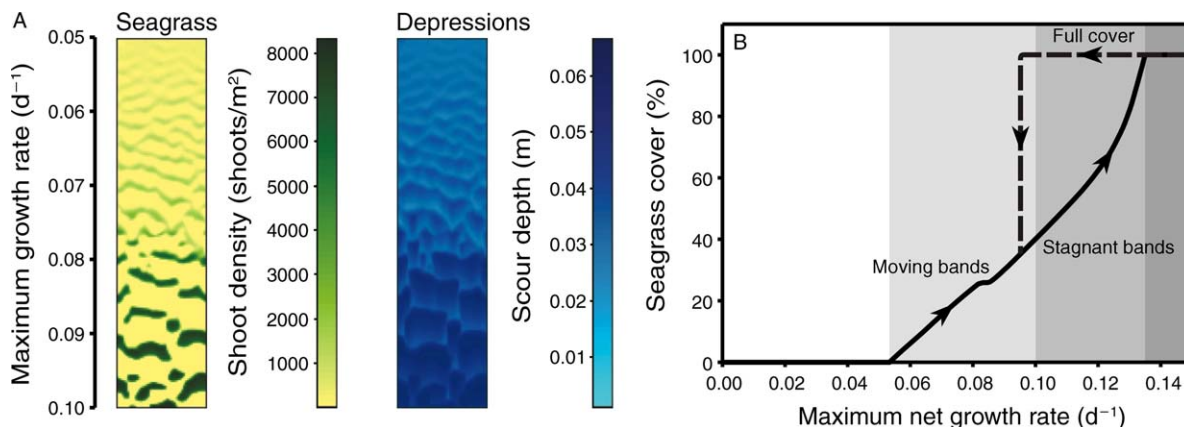 A
Seagrass
Depressions
Maximum growth rate (d⁻¹)
0.05
0.06
0.07
0.08
0.09
0.10
Shoot density (shoots/m²)
8000
7000
6000
5000
4000
3000
2000
1000
Scour depth (m)
0.06
0.05
0.04
0.03
0.02
0.01
B
Full cover
Moving bands
Stagnant bands
Seagrass cover (%)
100
80
60
40
20
0
0.00 0.02 0.04 0.06 0.08 0.10 0.12 0.14
Maximum net growth rate (d⁻¹)